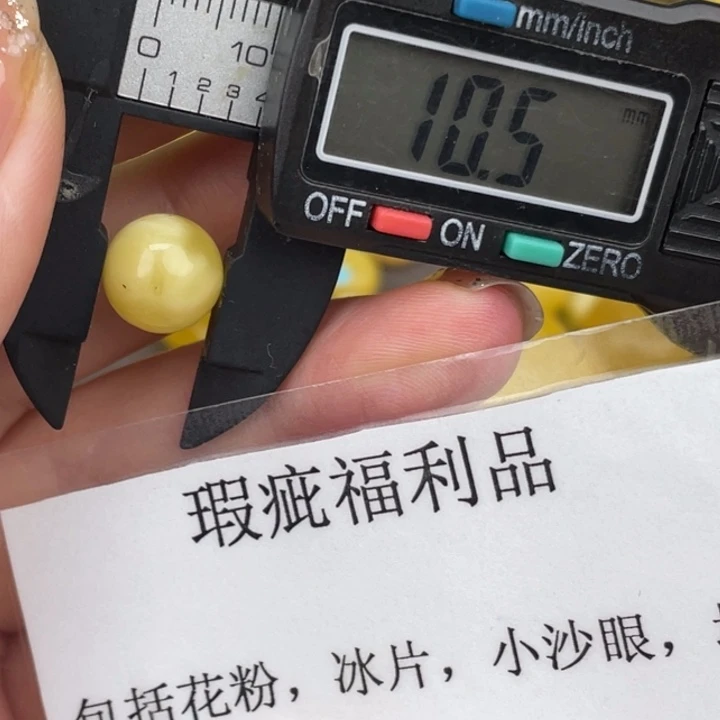 mm/inch
0 10
1 2 3 4
10.5 mm
OFF ON ZERO
瑕疵福利品
包括花粉，冰片，小沙眼，